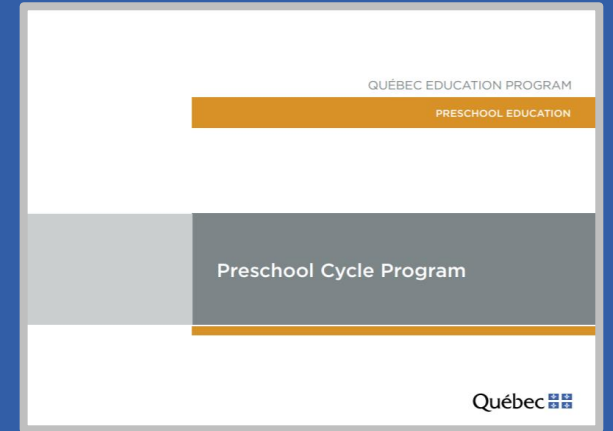 QUÉBEC EDUCATION PROGRAM
PRESCHOOL EDUCATION
Preschool Cycle Program
Québec